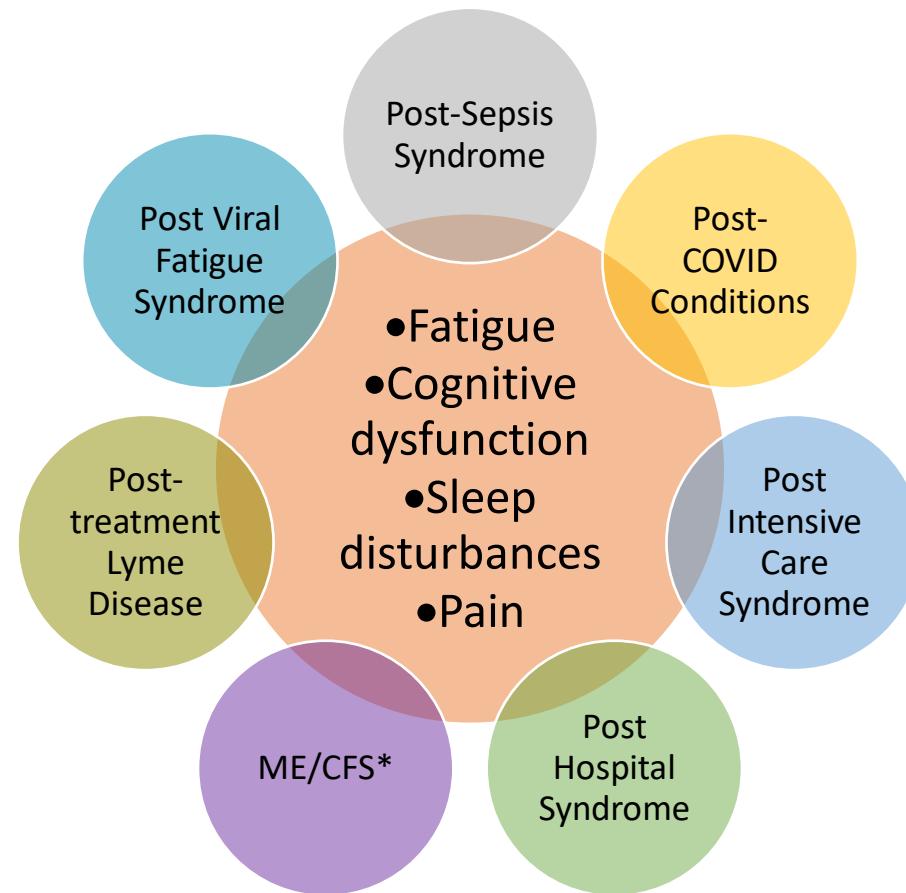 Post-Sepsis
Syndrome
Post-
COVID
Conditions
Post
Intensive
Care
Syndrome
Post
Hospital
Syndrome
ME/CFS*
Post-
treatment
Lyme
Disease
Post Viral
Fatigue
Syndrome
•Fatigue
•Cognitive
dysfunction
•Sleep
disturbances
•Pain